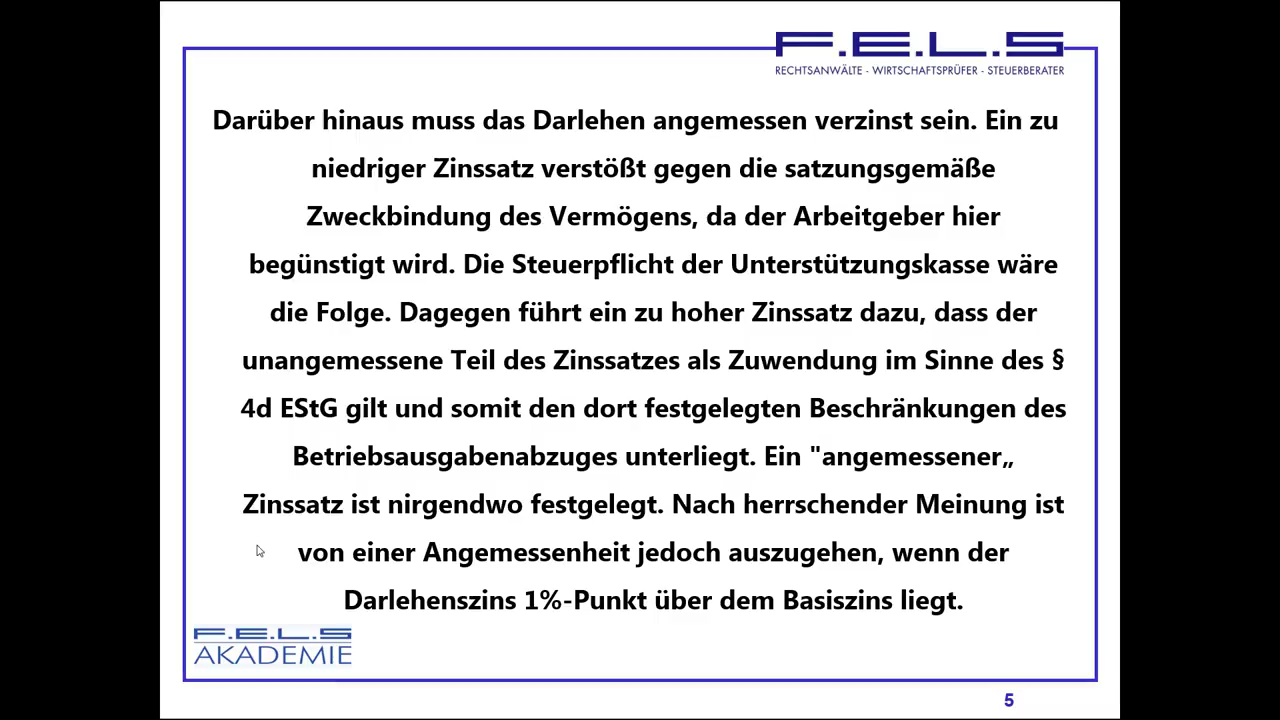 F.E.L.S
RECHTSANWÄLTE - WIRTSCHAFTSPRÜFER - STEUERBERATER
Darüber hinaus muss das Darlehen angemessen verzinst sein. Ein zu
niedriger Zinssatz verstößt gegen die satzungsgemäße
Zweckbindung des Vermögens, da der Arbeitgeber hier
begünstigt wird. Die Steuerpflicht der Unterstützungskasse wäre
die Folge. Dagegen führt ein zu hoher Zinssatz dazu, dass der
unangemessene Teil des Zinssatzes als Zuwendung im Sinne des §
4d EStG gilt und somit den dort festgelegten Beschränkungen des
Betriebsausgabenabzuges unterliegt. Ein "angemessener„
Zinssatz ist nirgendwo festgelegt. Nach herrschender Meinung ist
von einer Angemessenheit jedoch auszugehen, wenn der
Darlehenszins 1%-Punkt über dem Basiszins liegt.
F.E.L.S
AKADEMIE
5